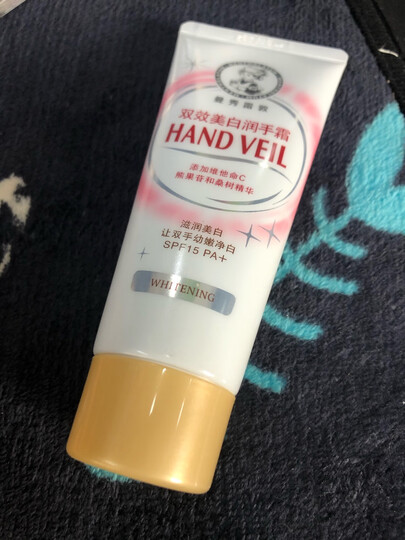 曼秀雷敦
双效美白润手霜
HAND VEIL
添加维他命C
熊果苷和桑树精华
滋润美白
让双手幼嫩净白
SPF15 PA+
WHITENING